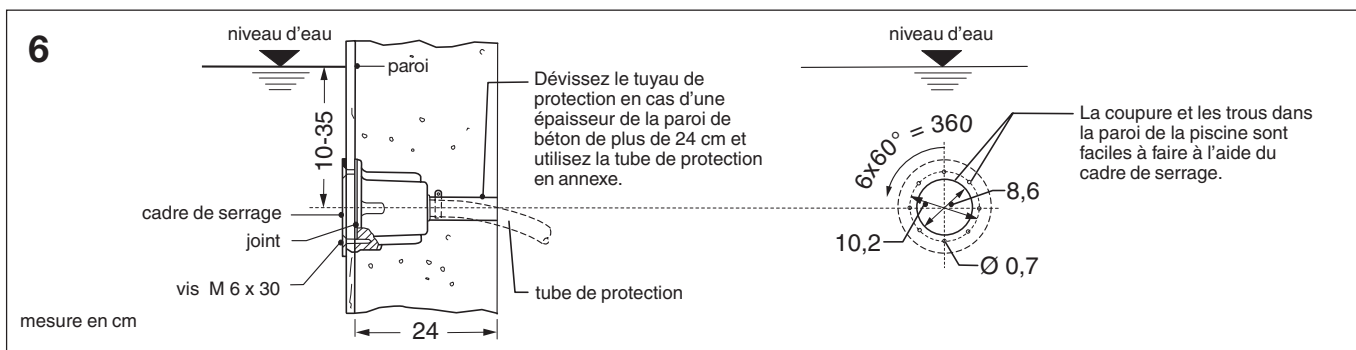 6
niveau d'eau
paroi
10-35
Dévissez le tuyau de
protection en cas d'une
épaisseur de la paroi de
béton de plus de 24 cm et
utilisez la tube de protection
en annexe.
cadre de serrage
joint
vis M 6 x 30
tube de protection
24
mesure en cm
niveau d'eau
La coupure et les trous dans
la paroi de la piscine sont
faciles à faire à l'aide du
cadre de serrage.
6x60° = 360
8,6
10,2
Ø 0,7